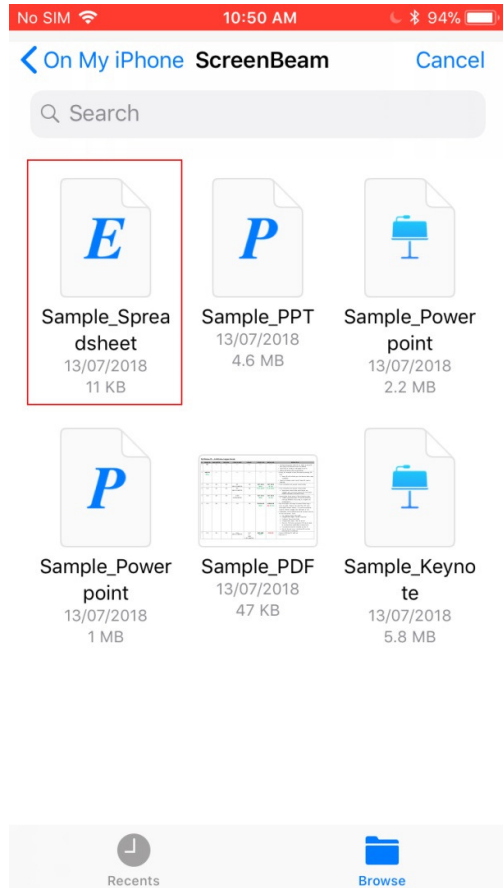 No SIM 10:50 AM 94%
On My iPhone ScreenBeam Cancel
Search
E P
Sample_Sprea
dsheet
13/07/2018
11 KB
Sample_PPT
13/07/2018
4.6 MB
Sample_Power
point
13/07/2018
2.2 MB
P
Sample_Power
point
13/07/2018
1 MB
Sample_PDF
13/07/2018
47 KB
Sample_Keyno
te
13/07/2018
5.8 MB
Recents Browse